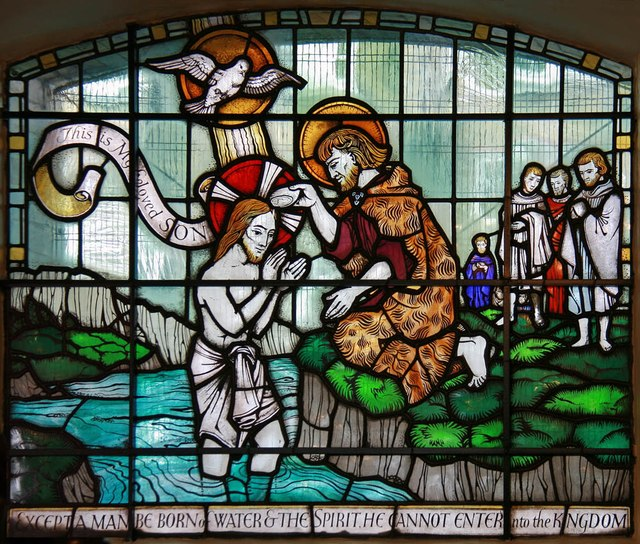 This is My beloved SON
EXCEPT A MAN BE BORN of WATER & THE SPIRIT, HE CANNOT ENTER into the KINGDOM